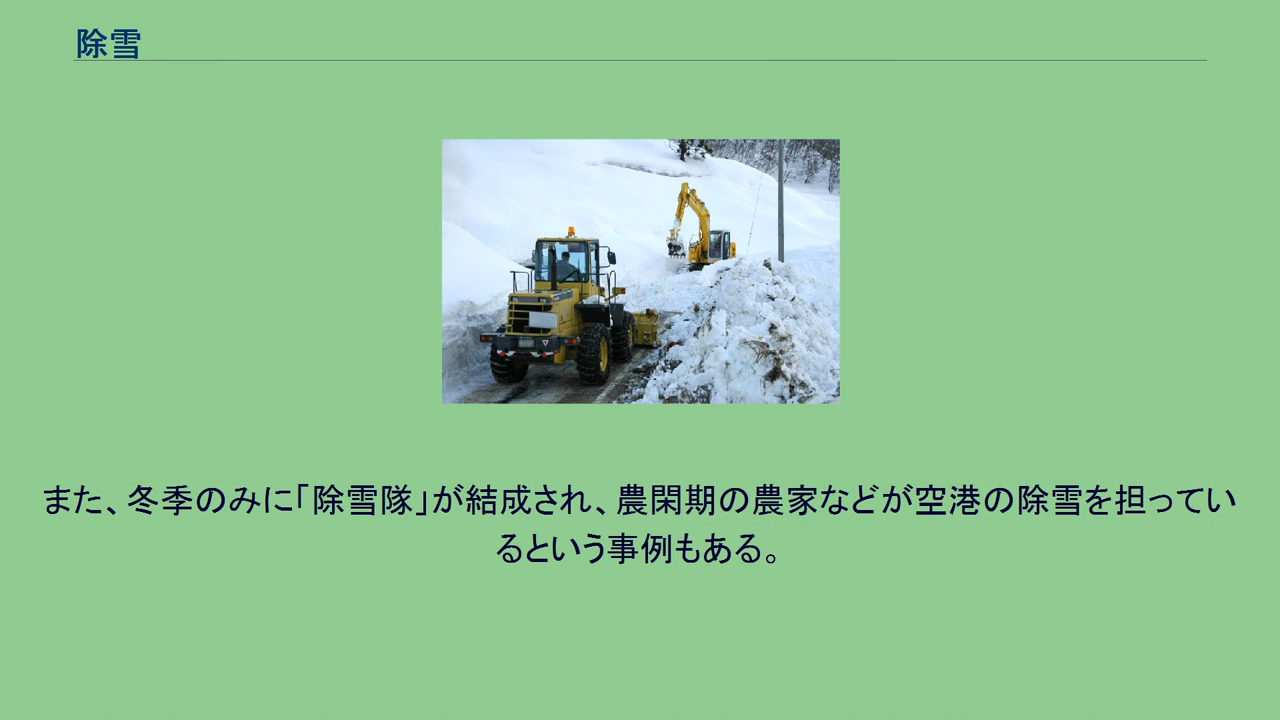 除雪
また、冬季のみに「除雪隊」が結成され、農閑期の農家などが空港の除雪を担ってい
るという事例もある。